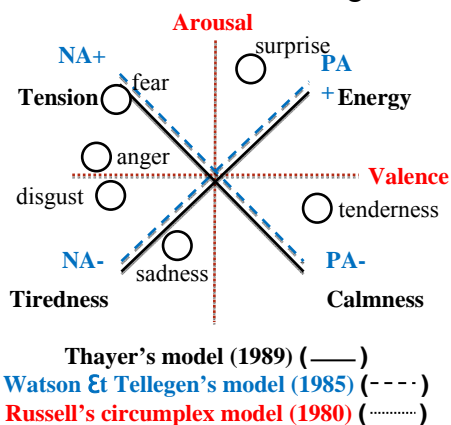 Arousal
surprise
NA+
PA
fear
Tension
+Energy
anger
Valence
disgust
tenderness
NA-
sadness
PA-
Tiredness
Calmness
Thayer's model (1989) (——)
Watson Ɛt Tellegen's model (1985) (----)
Russell's circumplex model (1980) (..........)